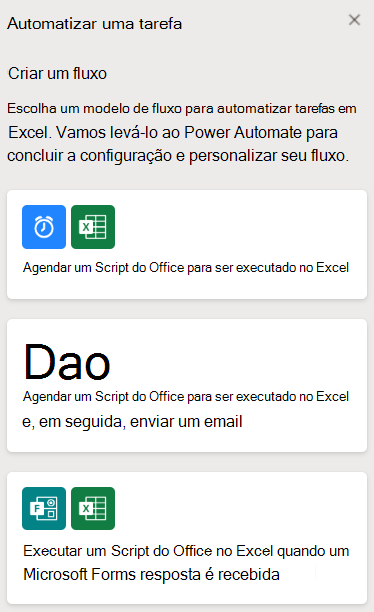 Automatizar uma tarefa
Criar um fluxo
Escolha um modelo de fluxo para automatizar tarefas em
Excel. Vamos levá-lo ao Power Automate para
concluir a configuração e personalizar seu fluxo.
X
Agendar um Script do Office para ser executado no Excel
Dao
Agendar um Script do Office para ser executado no Excel
e, em seguida, enviar um email
F X
Executar um Script do Office no Excel quando um
Microsoft Forms resposta é recebida